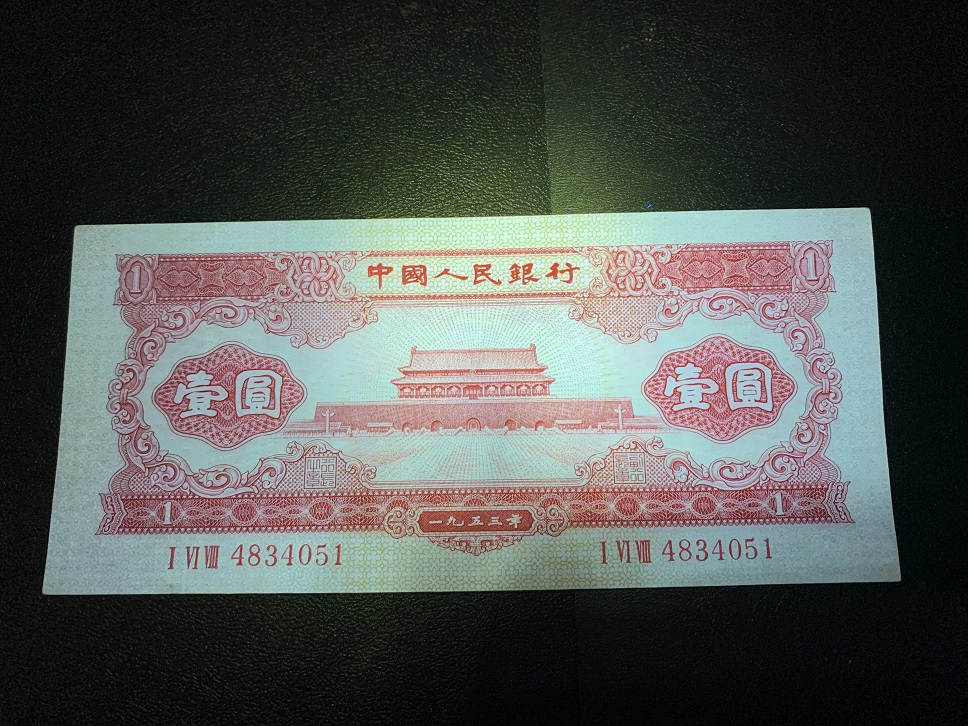 1 中國人民銀行 1
壹圓 壹圓
1 一九五三年 1
I VI VIII 4834051 I VI VIII 4834051